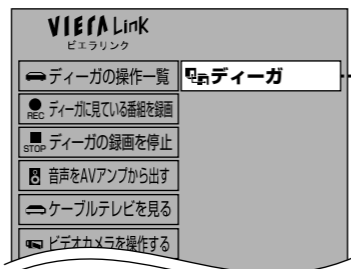 VIERA Link
ビエラリンク
ディーガの操作一覧
ディーガ
REC ディーガに見ている番組を録画
STOP ディーガの録画を停止
音声をAVアンプから出す
ケーブルテレビを見る
ビデオカメラを操作する